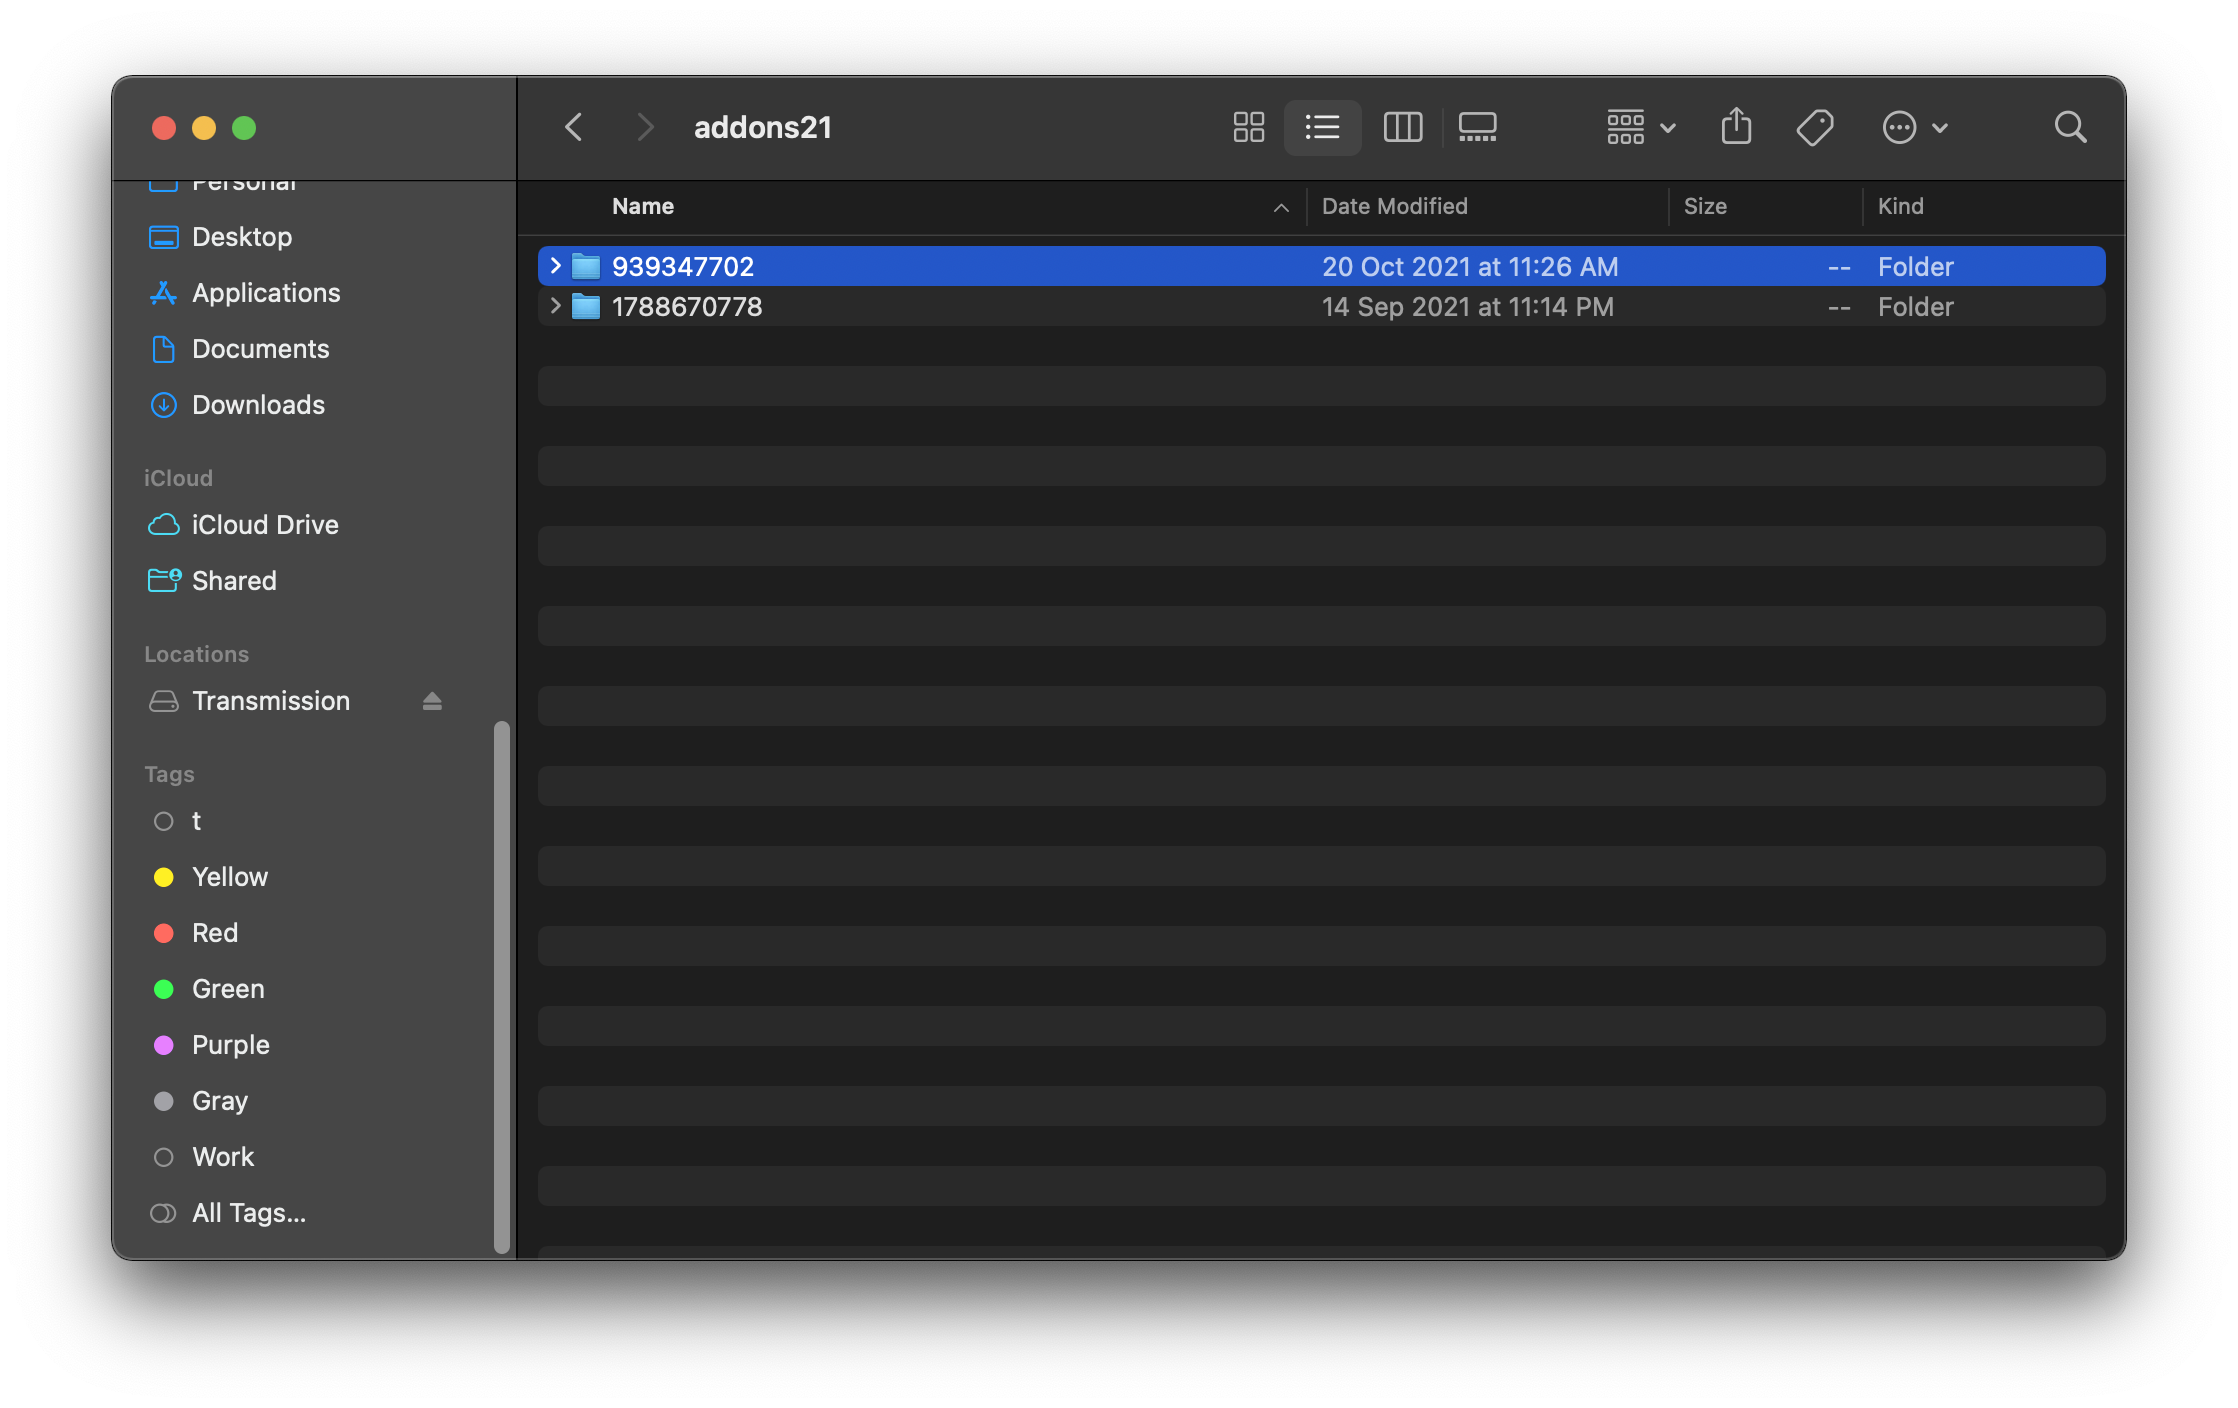 addons21
Personal
Desktop
Applications
Documents
Downloads
iCloud
iCloud Drive
Shared
Locations
Transmission
Tags
t
Yellow
Red
Green
Purple
Gray
Work
All Tags...
Name Date Modified Size Kind
939347702 20 Oct 2021 at 11:26 AM -- Folder
1788670778 14 Sep 2021 at 11:14 PM -- Folder